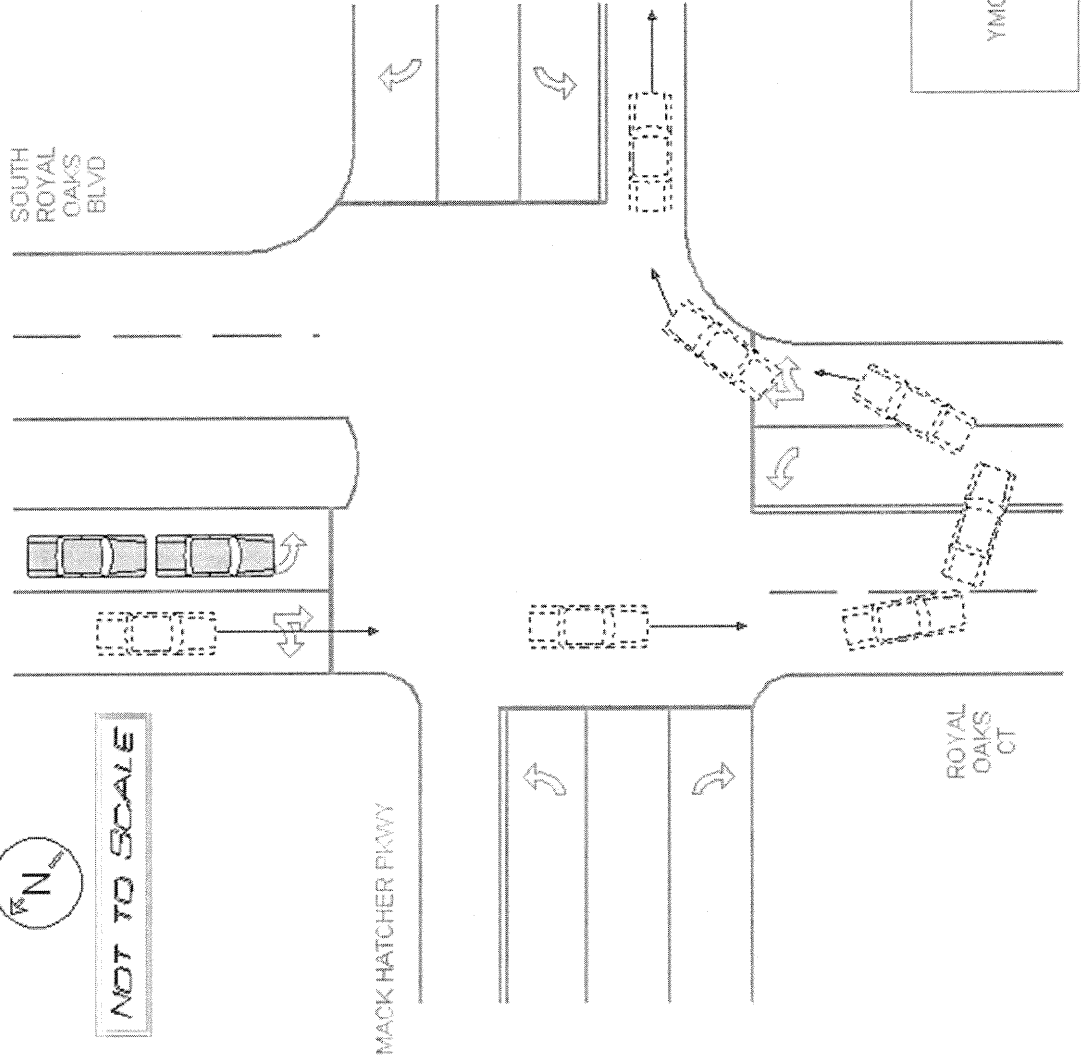 SOUTH
ROYAL
OAKS
BLVD
N
NOT TO SCALE
MACK HATCHER PKWY
ROYAL
OAKS
CT